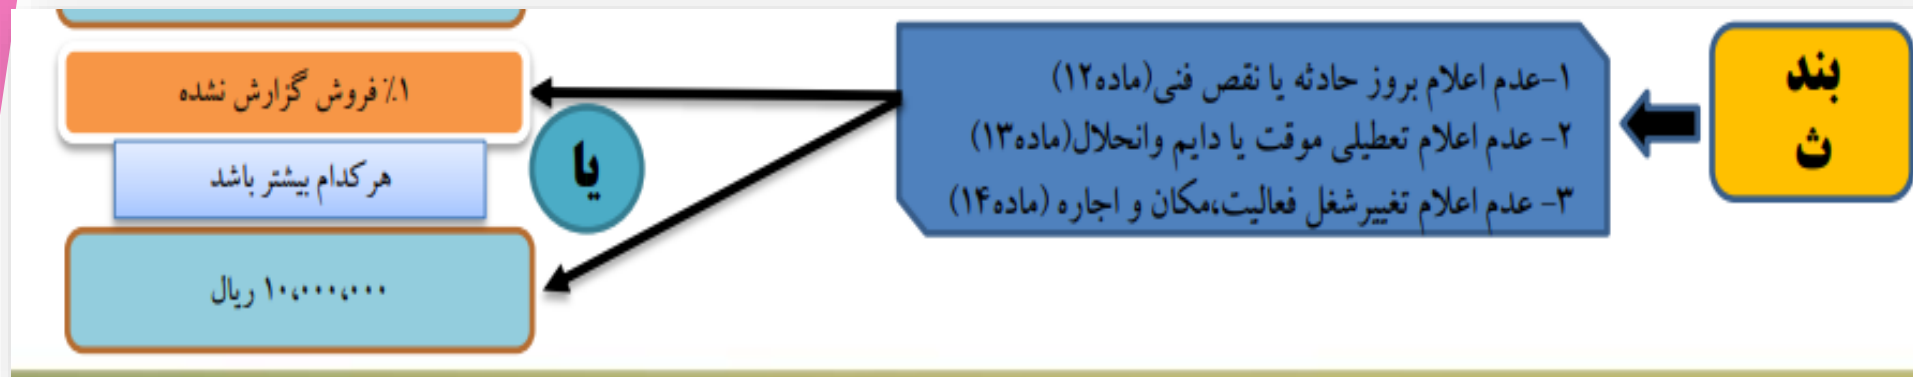 بند
ث
۱-عدم اعلام بروز حادثه یا نقص فنی(ماده۱۲)
۲- عدم اعلام تعطیلی موقت یا دایم وانحلال(ماده۱۳)
۳- عدم اعلام تغییرشغل فعالیت،مکان و اجاره (ماده۱۴)
یا
۱٪ فروش گزارش نشده
هرکدام بیشتر باشد
۱۰،۰۰۰،۰۰۰ ریال